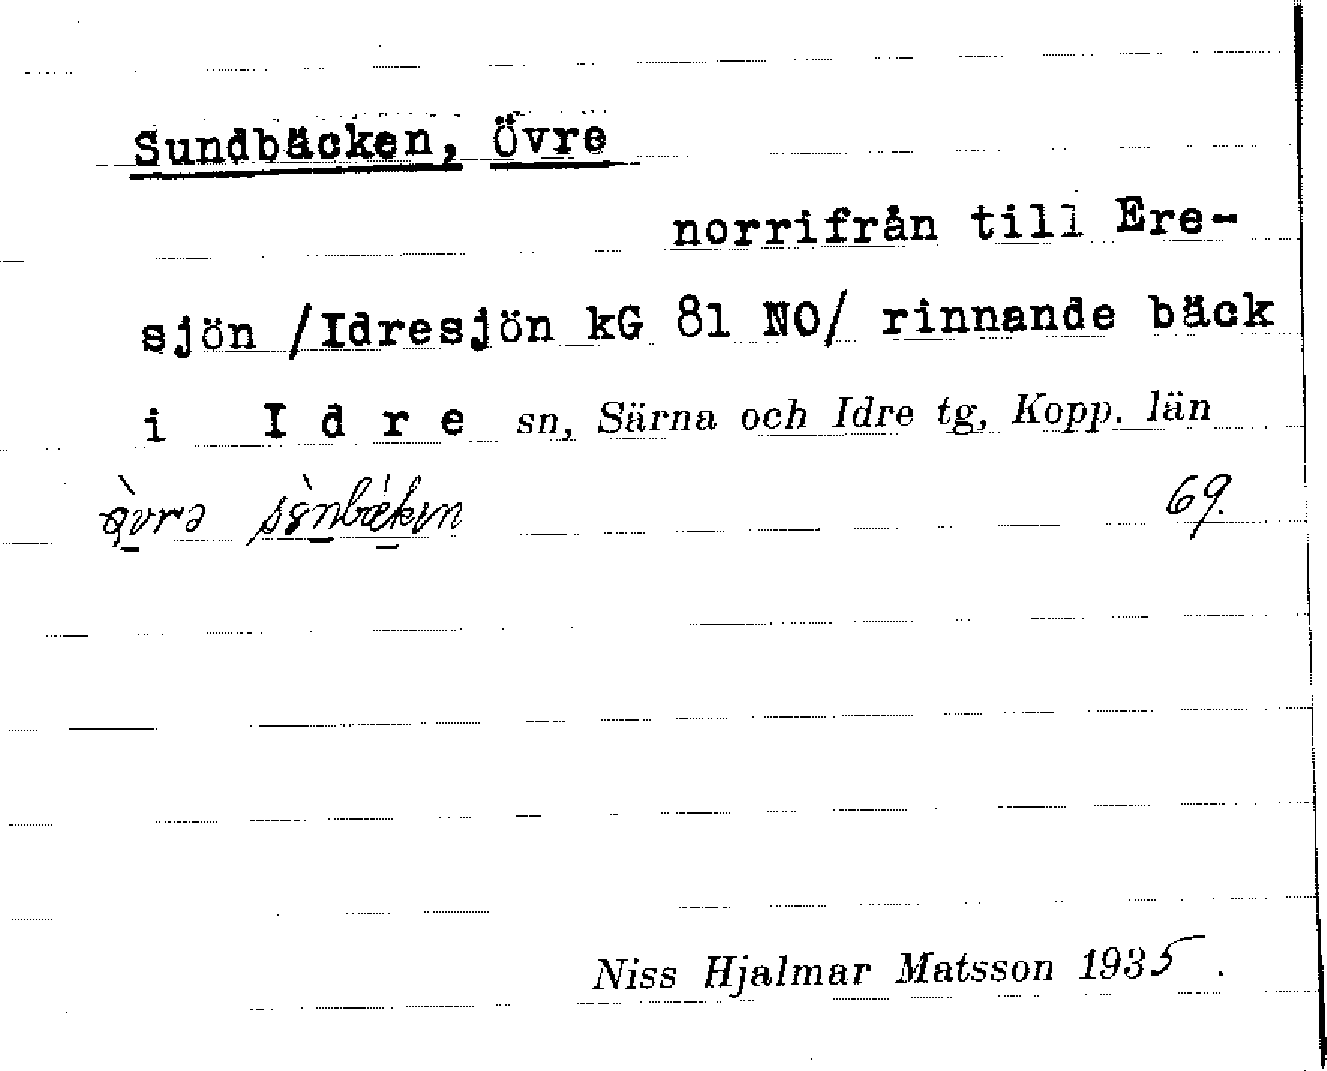 Sundbäcken, Övre
norrifrån till Ere-
sjön /Idresjön kG 81 NO/ rinnande bäck
i I d r e sn, Särna och Idre tg, Kopp. län
69.
Niss Hjalmar Matsson 1935.